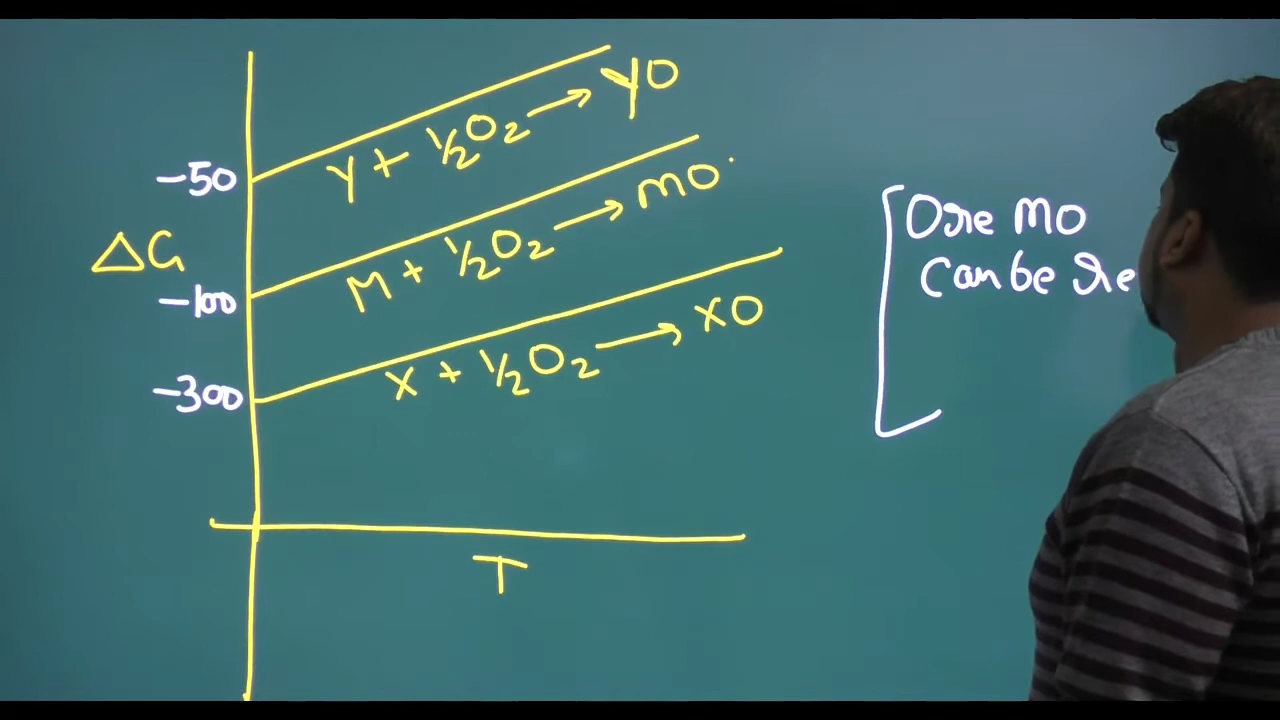 Y + ½O₂ → YO
-50
M + ½O₂ → MO
ΔG
-100
X + ½O₂ → XO
-300
T
Ore MO
Can be re